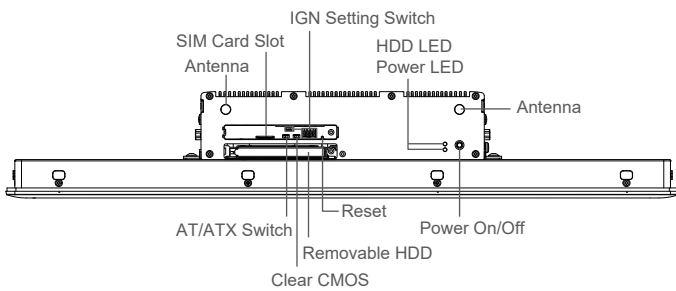 IGN Setting Switch
SIM Card Slot
HDD LED
Antenna
Power LED
Antenna
Reset
AT/ATX Switch
Power On/Off
Removable HDD
Clear CMOS